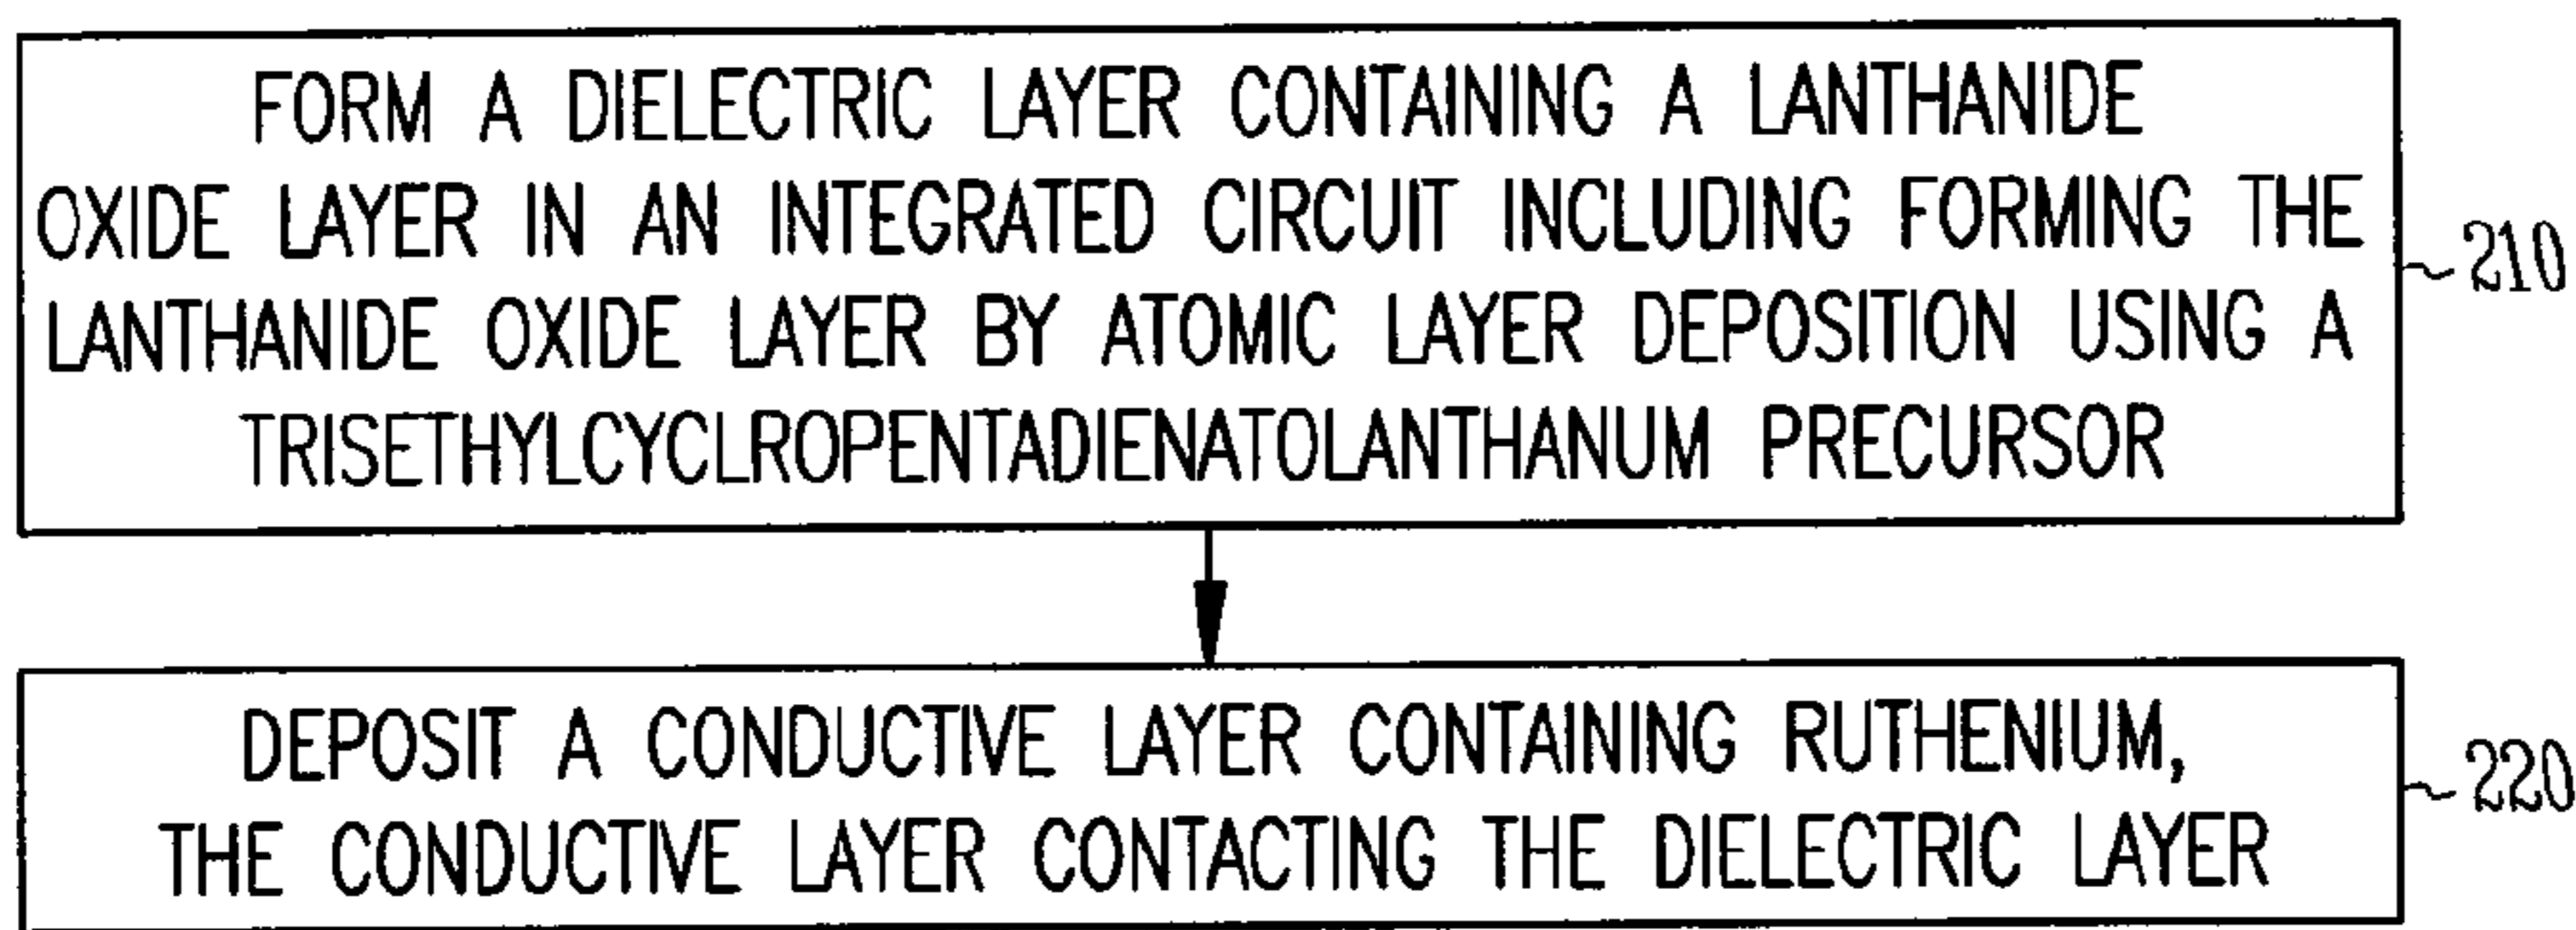 FORM A DIELECTRIC LAYER CONTAINING A LANTHANIDE
OXIDE LAYER IN AN INTEGRATED CIRCUIT INCLUDING FORMING THE
LANTHANIDE OXIDE LAYER BY ATOMIC LAYER DEPOSITION USING A
TRISETHYLCYCLROPENTADIENATOLANTHANUM PRECURSOR
210
DEPOSIT A CONDUCTIVE LAYER CONTAINING RUTHENIUM,
THE CONDUCTIVE LAYER CONTACTING THE DIELECTRIC LAYER
220